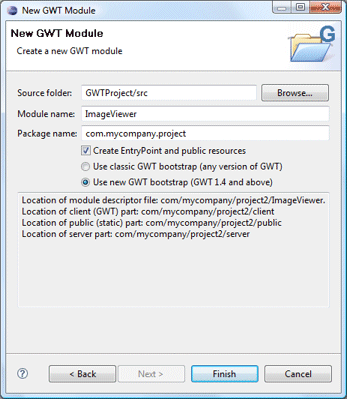 New GWT Module
New GWT Module
Create a new GWT module
G
Source folder: GWTProject/src Browse...
Module name: ImageViewer
Package name: com.mycompany.project
Create EntryPoint and public resources
Use classic GWT bootstrap (any version of GWT)
Use new GWT bootstrap (GWT 1.4 and above)
Location of module descriptor file: com/mycompany/project2/ImageViewer.
Location of client (GWT) part: com/mycompany/project2/client
Location of public (static) part: com/mycompany/project2/public
Location of server part: com/mycompany/project2/server
? < Back Next > Finish Cancel